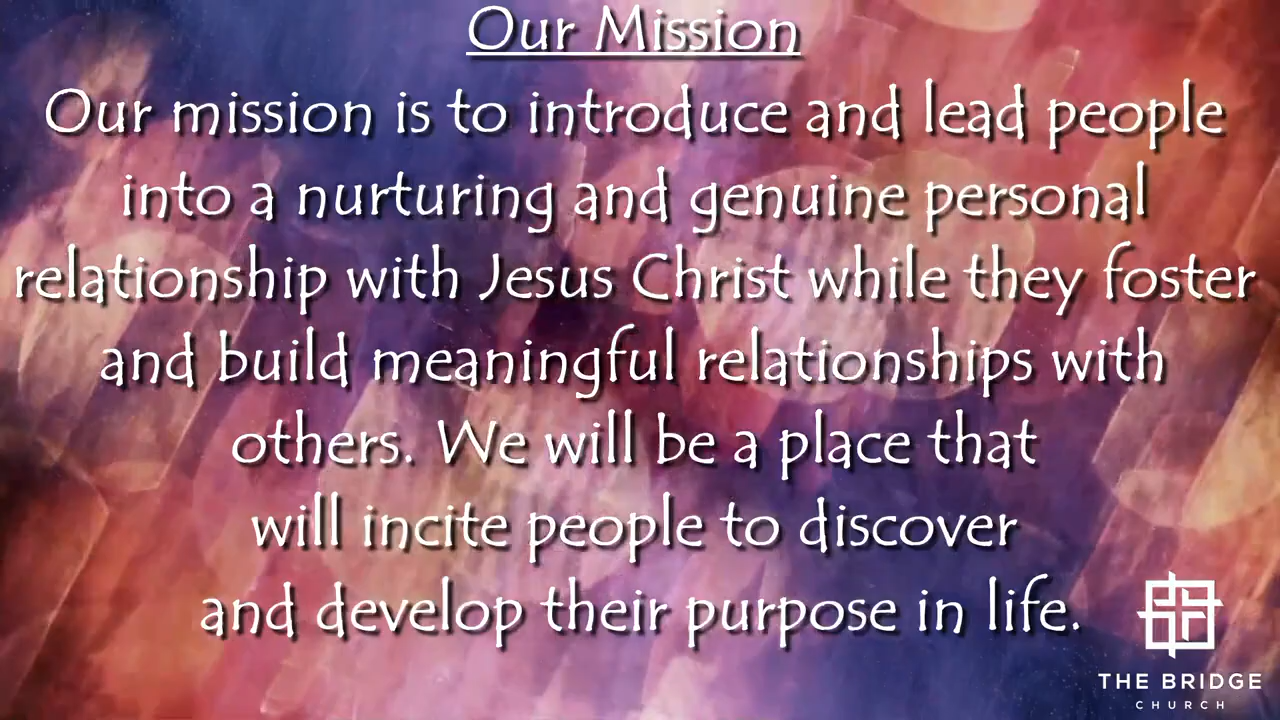 Our Mission
Our mission is to introduce and lead people
into a nurturing and genuine personal
relationship with Jesus Christ while they foster
and build meaningful relationships with
others. We will be a place that
will incite people to discover
and develop their purpose in life.
THE BRIDGE
CHURCH